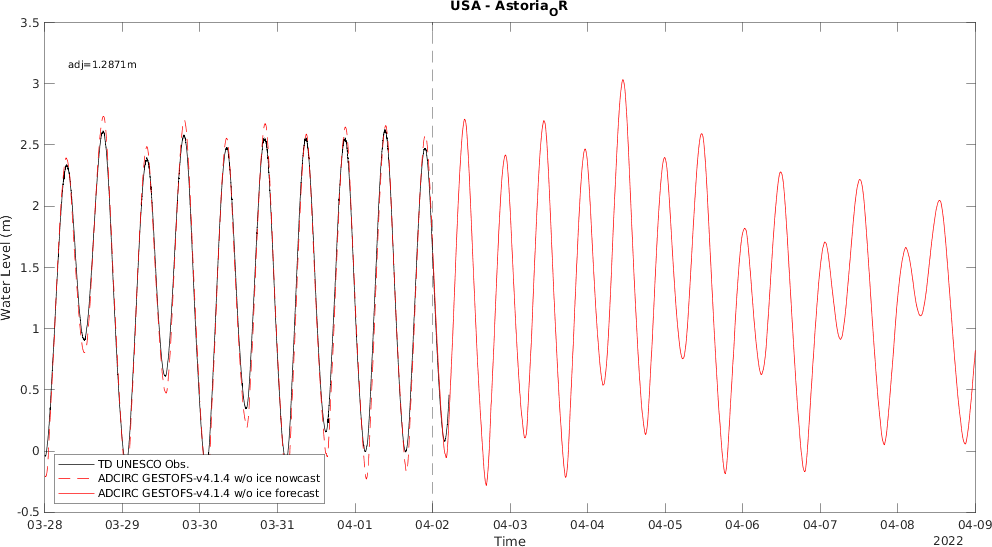 USA - AstoriaOR
adj=1.2871m
3.5
3
2.5
2
1.5
1
0.5
0
-0.5
Water Level (m)
TD UNESCO Obs.
ADCIRC GESTOFS-v4.1.4 w/o ice nowcast
ADCIRC GESTOFS-v4.1.4 w/o ice forecast
03-28 03-29 03-30 03-31 04-01 04-02 04-03 04-04 04-05 04-06 04-07 04-08 04-09
Time
2022